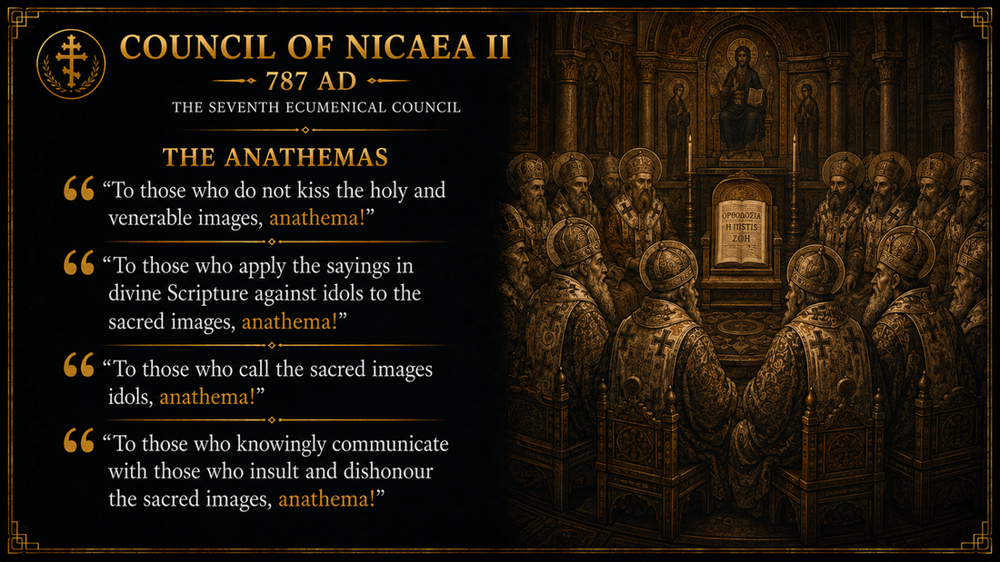 COUNCIL OF NICAEA II
787 AD
THE SEVENTH ECUMENICAL COUNCIL
THE ANATHEMAS
“To those who do not kiss the holy and
venerable images, anathema!”
“To those who apply the sayings in
divine Scripture against idols to the
sacred images, anathema!”
“To those who call the sacred images
idols, anathema!”
“To those who knowingly communicate
with those who insult and dishonour
the sacred images, anathema!”
ΟΡΘΟΔΟΣΙΑ
Η ΠΙSTIS
ΖΩΗ